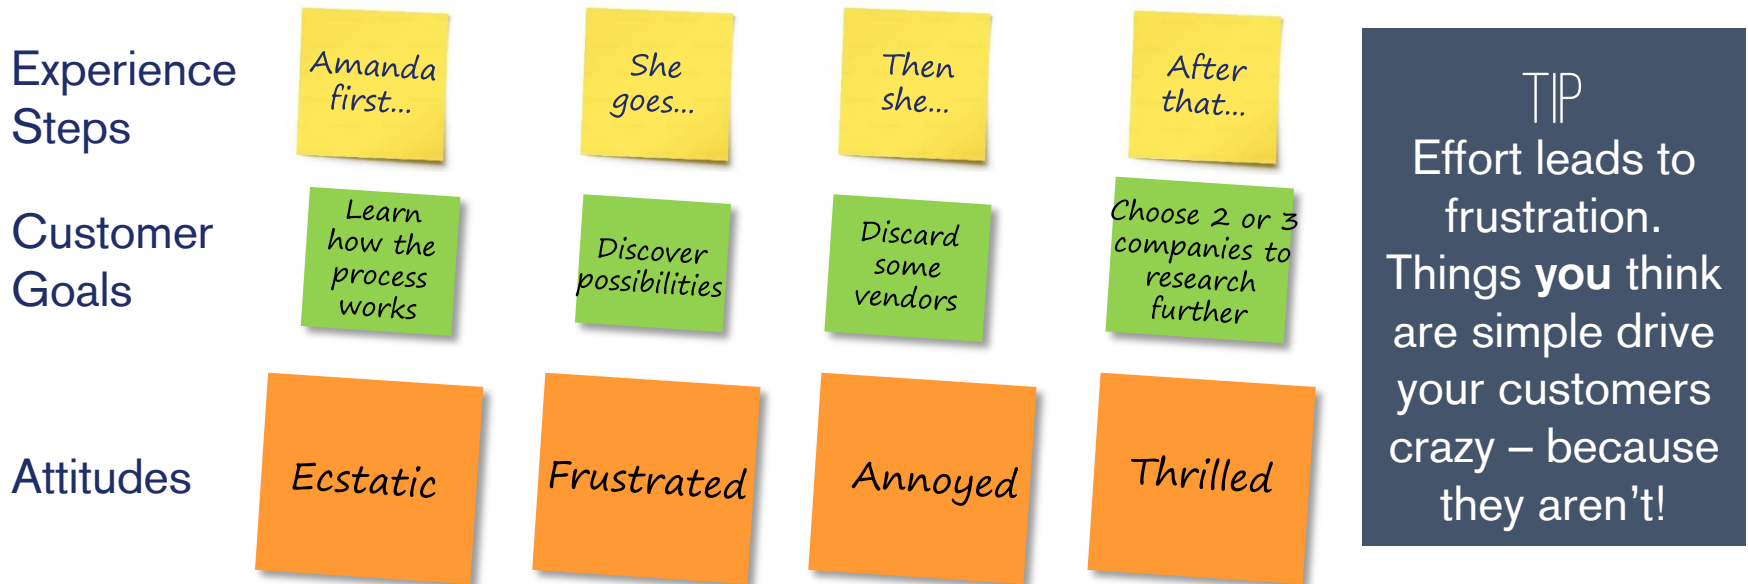 Experience
Steps
Amanda
first...
She
goes...
Then
she...
After
that...
Customer
Goals
Learn
how the
process
works
Discover
possibilities
Discard
some
vendors
Choose 2 or 3
companies to
research
further
Attitudes
Ecstatic
Frustrated
Annoyed
Thrilled
TIP
Effort leads to
frustration.
Things you think
are simple drive
your customers
crazy – because
they aren't!